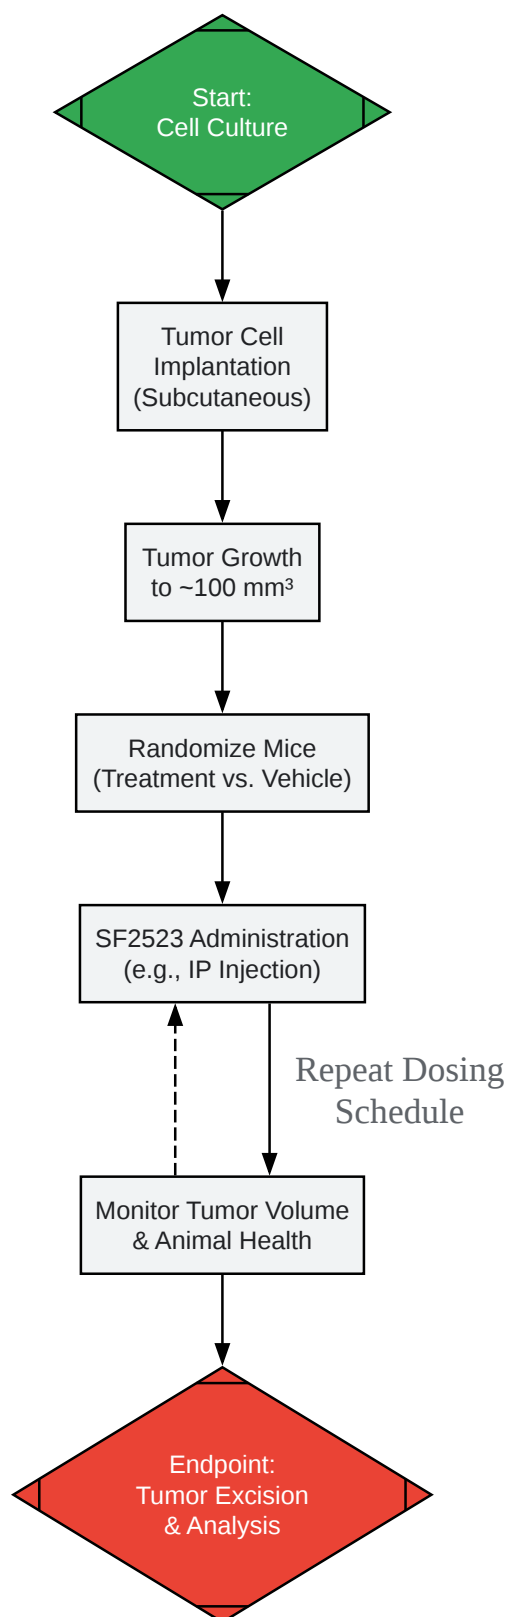 Start:
Cell Culture
Tumor Cell
Implantation
(Subcutaneous)
Tumor Growth
to ~100 mm³
Randomize Mice
(Treatment vs. Vehicle)
SF2523 Administration
(e.g., IP Injection)
Repeat Dosing
Schedule
Monitor Tumor Volume
& Animal Health
Endpoint:
Tumor Excision
& Analysis